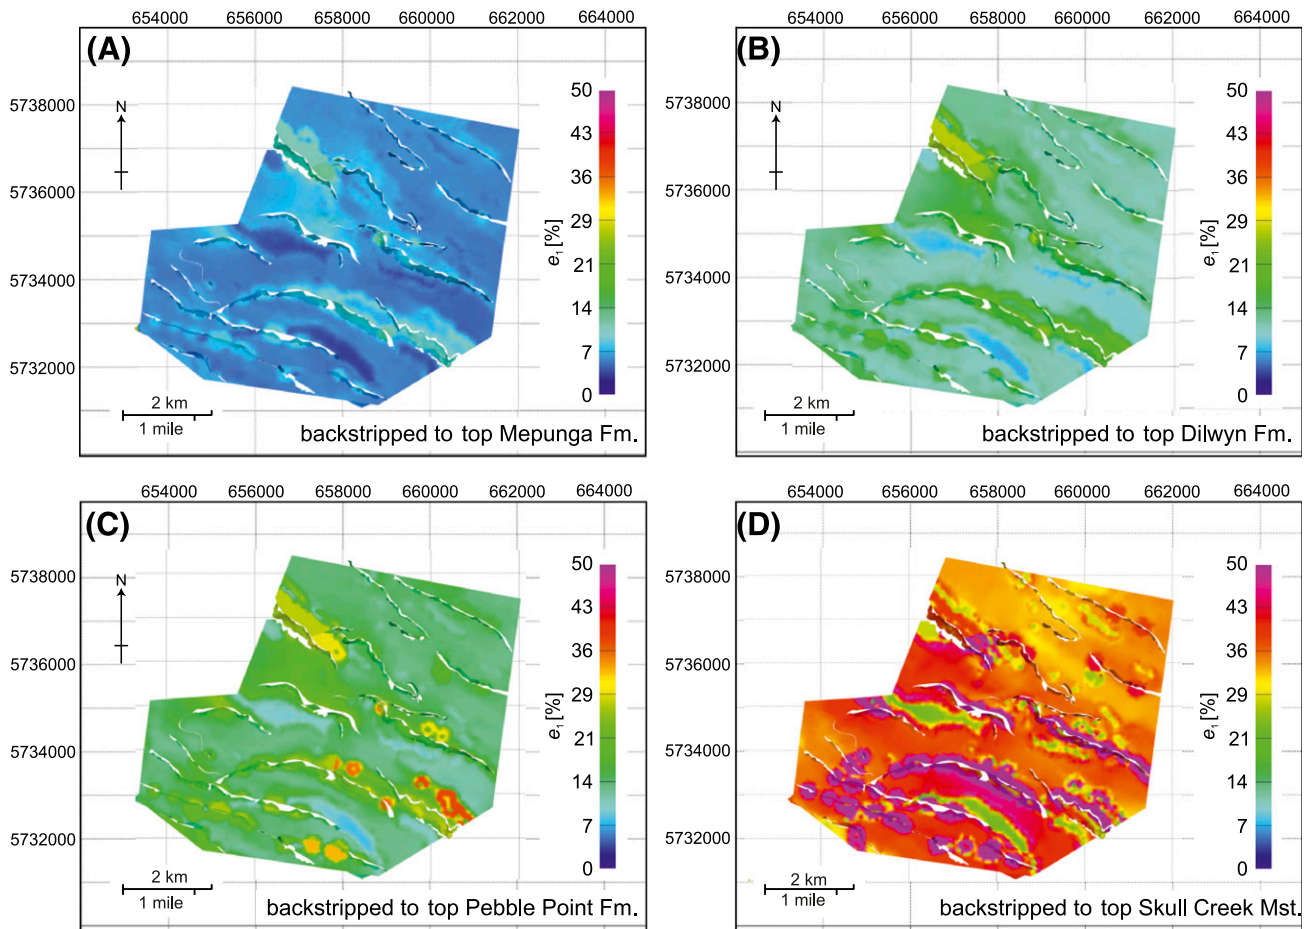 654000 656000 658000 660000 662000 664000
(A)
5738000
5736000
5734000
5732000
N
50
43
36
29
21
14
7
0
e₁[%]
2 km
1 mile
backstripped to top Mepunga Fm.
654000 656000 658000 660000 662000 664000
(B)
5738000
5736000
5734000
5732000
N
50
43
36
29
21
14
7
0
e₁[%]
2 km
1 mile
backstripped to top Dilwyn Fm.
654000 656000 658000 660000 662000 664000
(C)
5738000
5736000
5734000
5732000
N
50
43
36
29
21
14
7
0
e₁[%]
2 km
1 mile
backstripped to top Pebble Point Fm.
654000 656000 658000 660000 662000 664000
(D)
5738000
5736000
5734000
5732000
50
43
36
29
21
14
7
0
e₁[%]
2 km
1 mile
backstripped to top Skull Creek Mst.